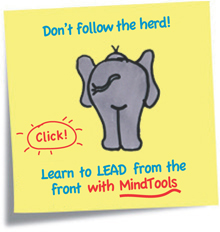 Don't follow the herd!
Click!
Learn to LEAD from the
front with MindTools